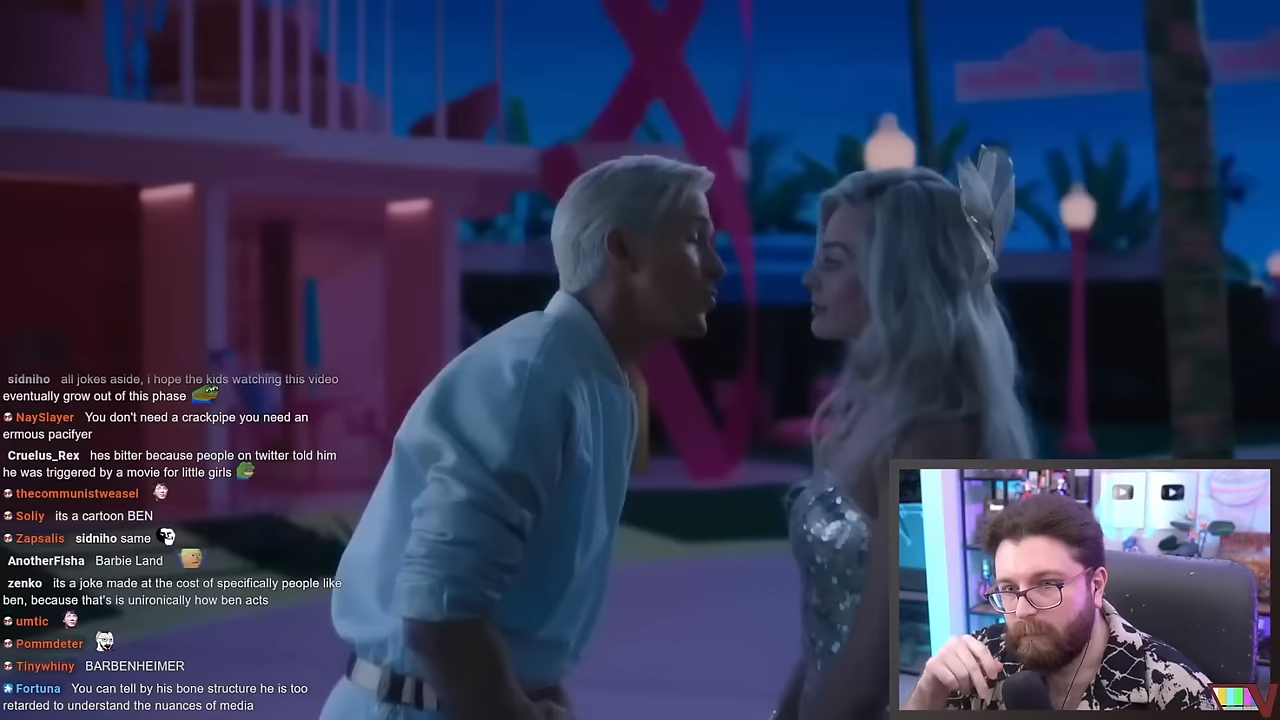 sidniho all jokes aside, i hope the kids watching this video
eventually grow out of this phase
NaySlayer You don't need a crackpipe you need an
ermous pacifyer
Cruelus_Rex hes bitter because people on twitter told him
he was triggered by a movie for little girls
thecommunistweasel
Solly its a cartoon BEN
Zapsalis sidniho same
AnotherFisha Barbie Land
zenko its a joke made at the cost of specifically people like
ben, because that's is unironically how ben acts
umtic
Pommdeter
Tinywhiny BARBENHEIMER
Fortuna You can tell by his bone structure he is too
retarded to understand the nuances of media